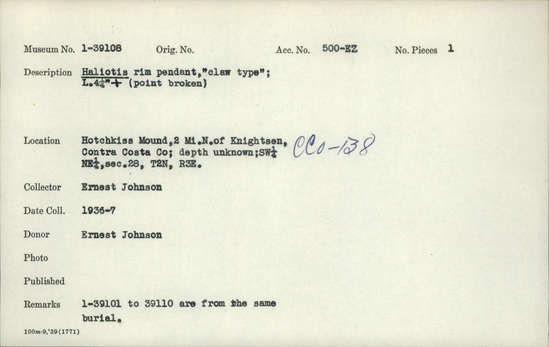 Museum No. 1-39108 Orig. No. Acc. No. 500-EZ No. Pieces 1
Description Haliotis rim pendant,"claw type";
L.4¼"+ (point broken)
Location Hotchkiss Mound,2 Mi.N.of Knightsen,
Contra Costa Co; depth unknown;SW¼
NE¼,sec.28, T2N, R3E.
CCo-138
Collector Ernest Johnson
Date Coll. 1936-7
Donor Ernest Johnson
Photo
Published
Remarks 1-39101 to 39110 are from the same
burial.
100m-9,'39(1771)